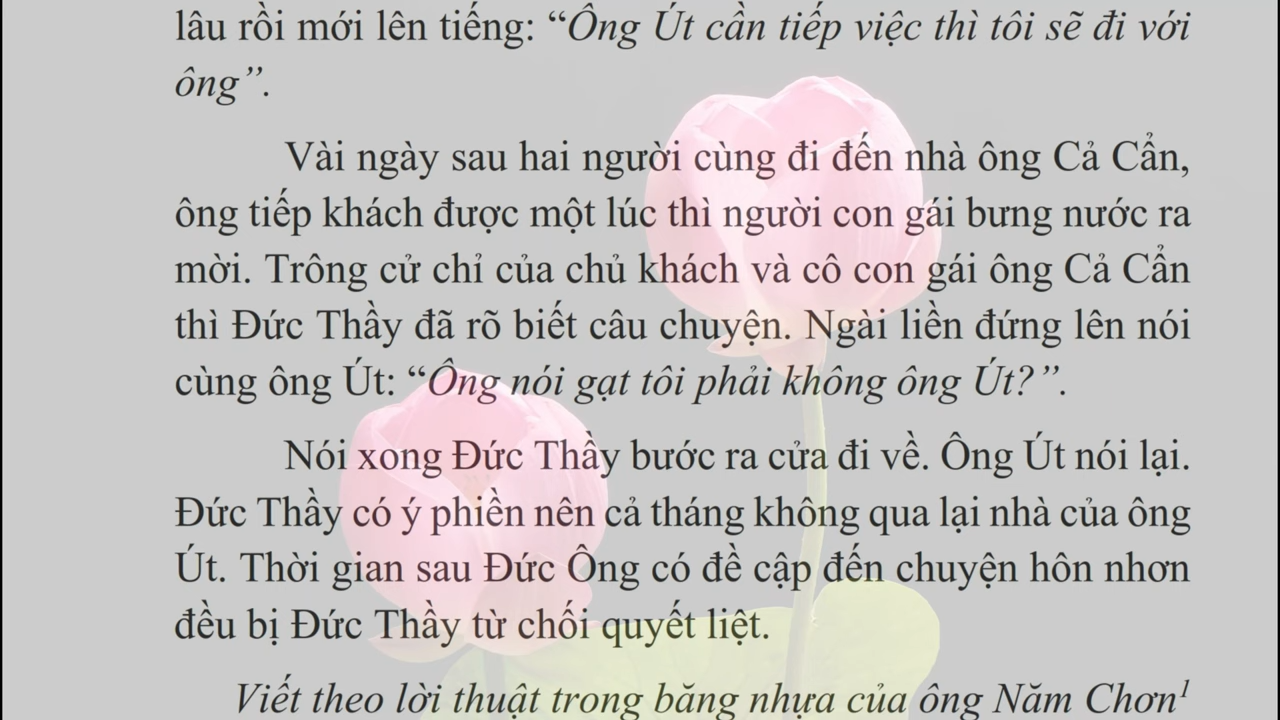 lâu rồi mới lên tiếng: “Ông Út cần tiếp việc thì tôi sẽ đi với
ông”.
Vài ngày sau hai người cùng đi đến nhà ông Cả Cẩn,
ông tiếp khách được một lúc thì người con gái bưng nước ra
mời. Trông cử chỉ của chủ khách và cô con gái ông Cả Cẩn
thì Đức Thầy đã rõ biết câu chuyện. Ngài liền đứng lên nói
cùng ông Út: “Ông nói gạt tôi phải không ông Út?”.
Nói xong Đức Thầy bước ra cửa đi về. Ông Út nói lại.
Đức Thầy có ý phiền nên cả tháng không qua lại nhà của ông
Út. Thời gian sau Đức Ông có đề cập đến chuyện hôn nhơn
đều bị Đức Thầy từ chối quyết liệt.
Viết theo lời thuật trong băng nhựa của ông Năm Chơn¹